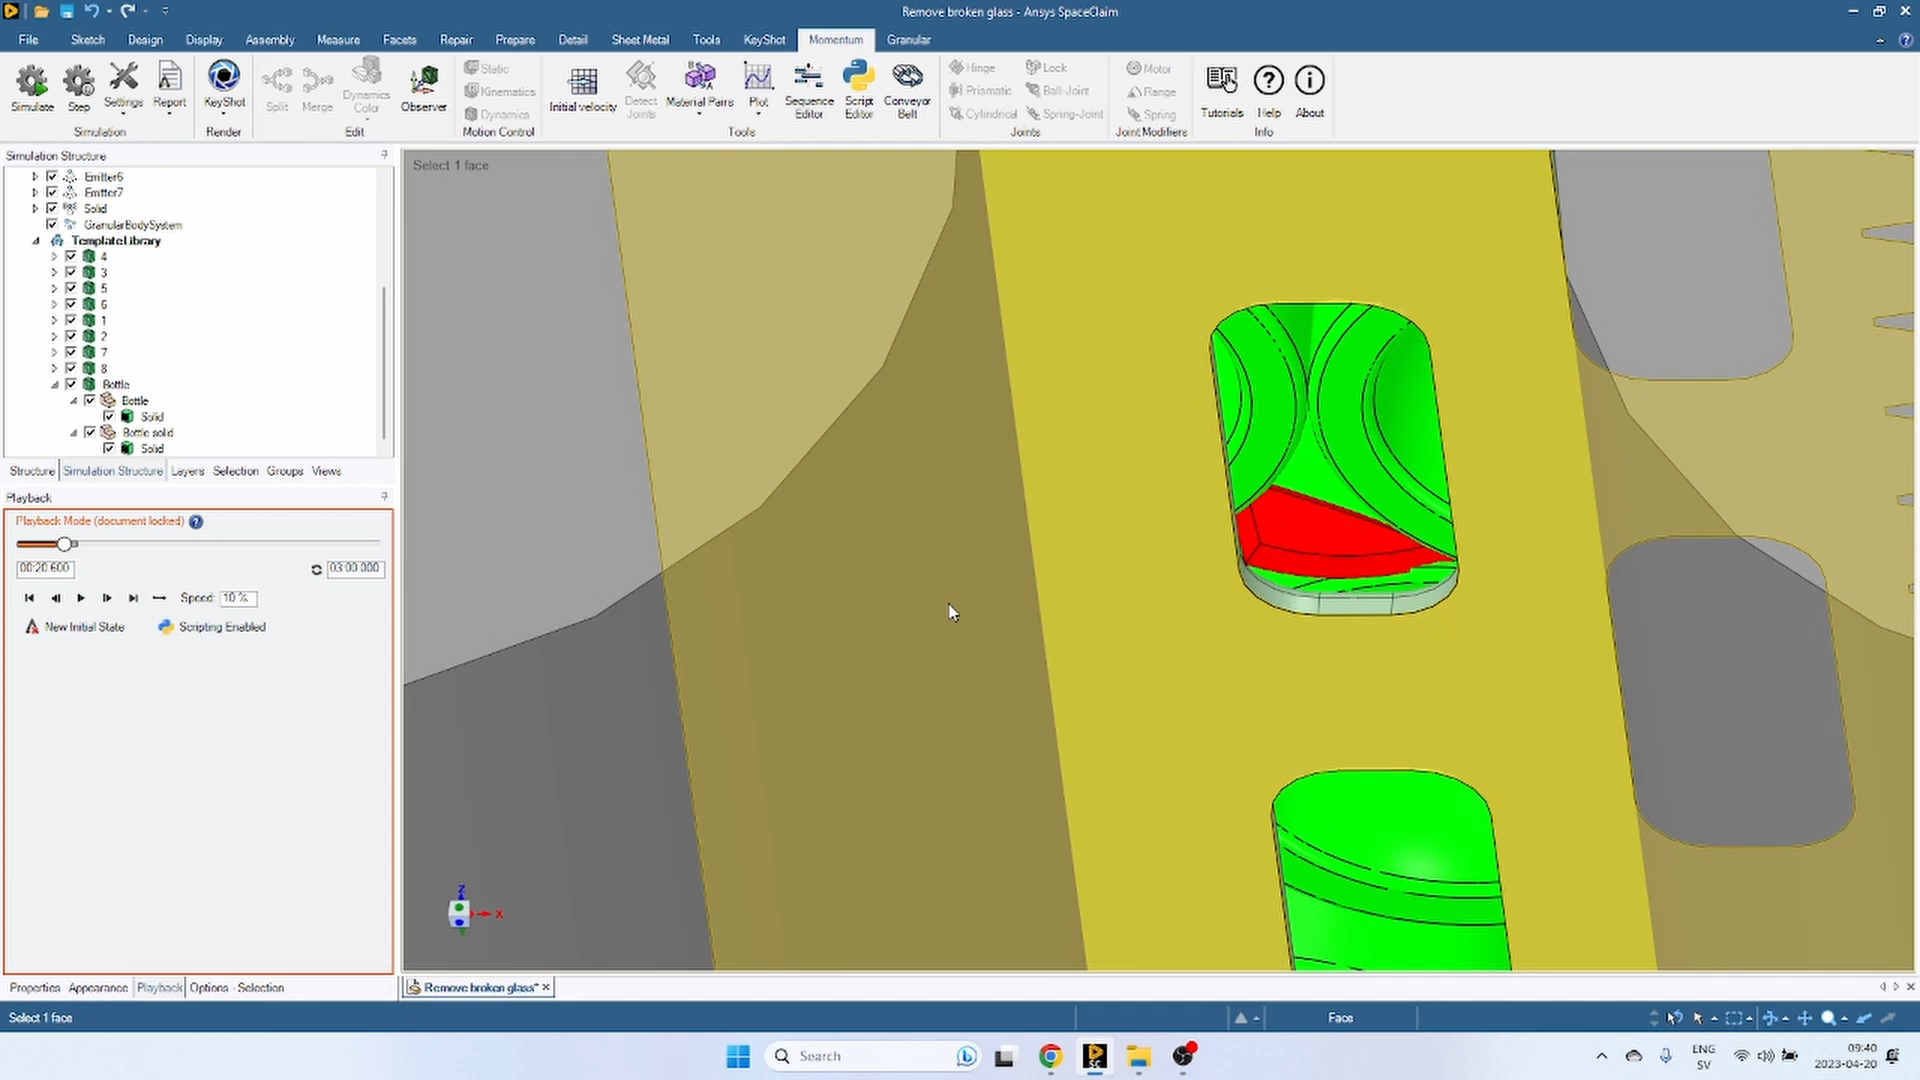 Remove broken glass - Ansys SpaceClaim
File Sketch Design Display Assembly Measure Facets Repair Prepare Detail Sheet Metal Tools KeyShot Momentum Granular
Simulate Step Settings Report
Simulation
KeyShot
Render
Split Merge Dynamics Color Observer
Edit
Static
Kinematics
Dynamics
Motion Control
Initial velocity Detect Joints Material Pairs Plot Sequence Editor Script Editor Conveyor Belt
Tools
Hinge Lock
Prismatic Ball-Joint
Cylindrical Spring-Joint
Joints
Motor
Range
Spring
Joint Modifiers
Tutorials Help About
Info
Simulation Structure
Emitter6
Emitter7
Solid
GranularBodySystem
TemplateLibrary
4
3
5
6
1
2
7
8
Bottle
Bottle
Solid
Bottle solid
Solid
Structure Simulation Structure Layers Selection Groups Views
Playback
Playback Mode (document locked)
00:20.600 03:00.000
Speed: 10 %
New Initial State Scripting Enabled
Properties Appearance Playback Options - Selection
Select 1 face
Z
X
Remove broken glass*
Select 1 face
Face
Search
ENG
SV
09:40
2023-04-20